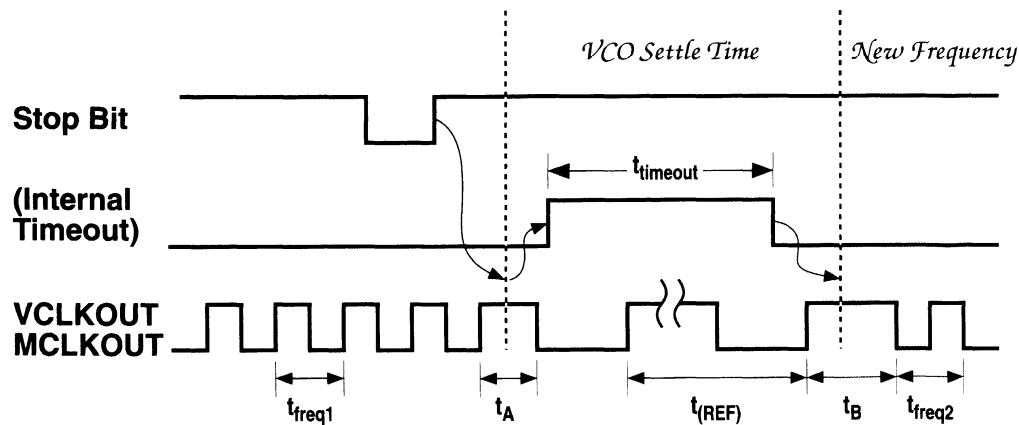 VCO Settle Time
New Frequency
Stop Bit
t_timeout
(Internal
Timeout)
VCLKOUT
MCLKOUT
t_freq1
t_A
t_(REF)
t_B
t_freq2